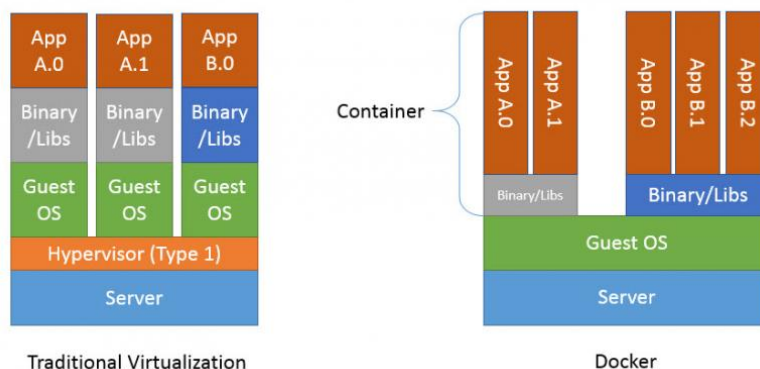 App
A.0
App
A.1
App
B.0
Binary
/Libs
Binary
/Libs
Binary
/Libs
Guest
OS
Guest
OS
Guest
OS
Hypervisor (Type 1)
Server
Traditional Virtualization
Container
App A.0
App A.1
App B.0
App B.1
App B.2
Binary/Libs
Binary/Libs
Guest OS
Server
Docker